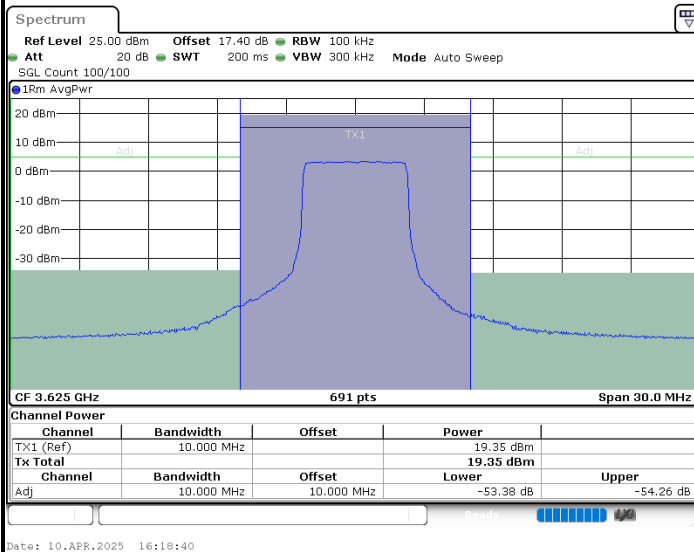 Spectrum
Ref Level 25.00 dBm Offset 17.40 dB RBW 100 kHz
Att 20 dB SWT 200 ms VBW 300 kHz Mode Auto Sweep
SGL Count 100/100
1Rm AvgPwr
20 dBm
TX1
10 dBm
Adj Adj
0 dBm
-10 dBm
-20 dBm
-30 dBm
CF 3.625 GHz 691 pts Span 30.0 MHz
Channel Power
Channel Bandwidth Offset Power
TX1 (Ref) 10.000 MHz 19.35 dBm
Tx Total 19.35 dBm
Channel Bandwidth Offset Lower Upper
Adj 10.000 MHz 10.000 MHz -53.38 dB -54.26 dB
Ready
Date: 10.APR.2025 16:18:40